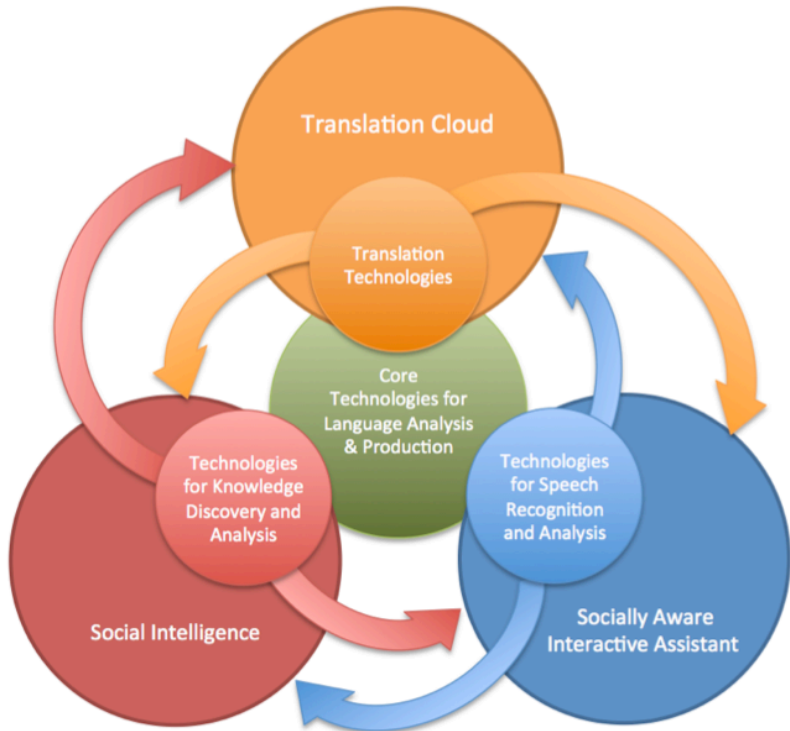 Translation Cloud
Translation
Technologies
Core
Technologies for
Language Analysis
& Production
Technologies
for Knowledge
Discovery and
Analysis
Technologies
for Speech
Recognition
and Analysis
Social Intelligence
Socially Aware
Interactive Assistant